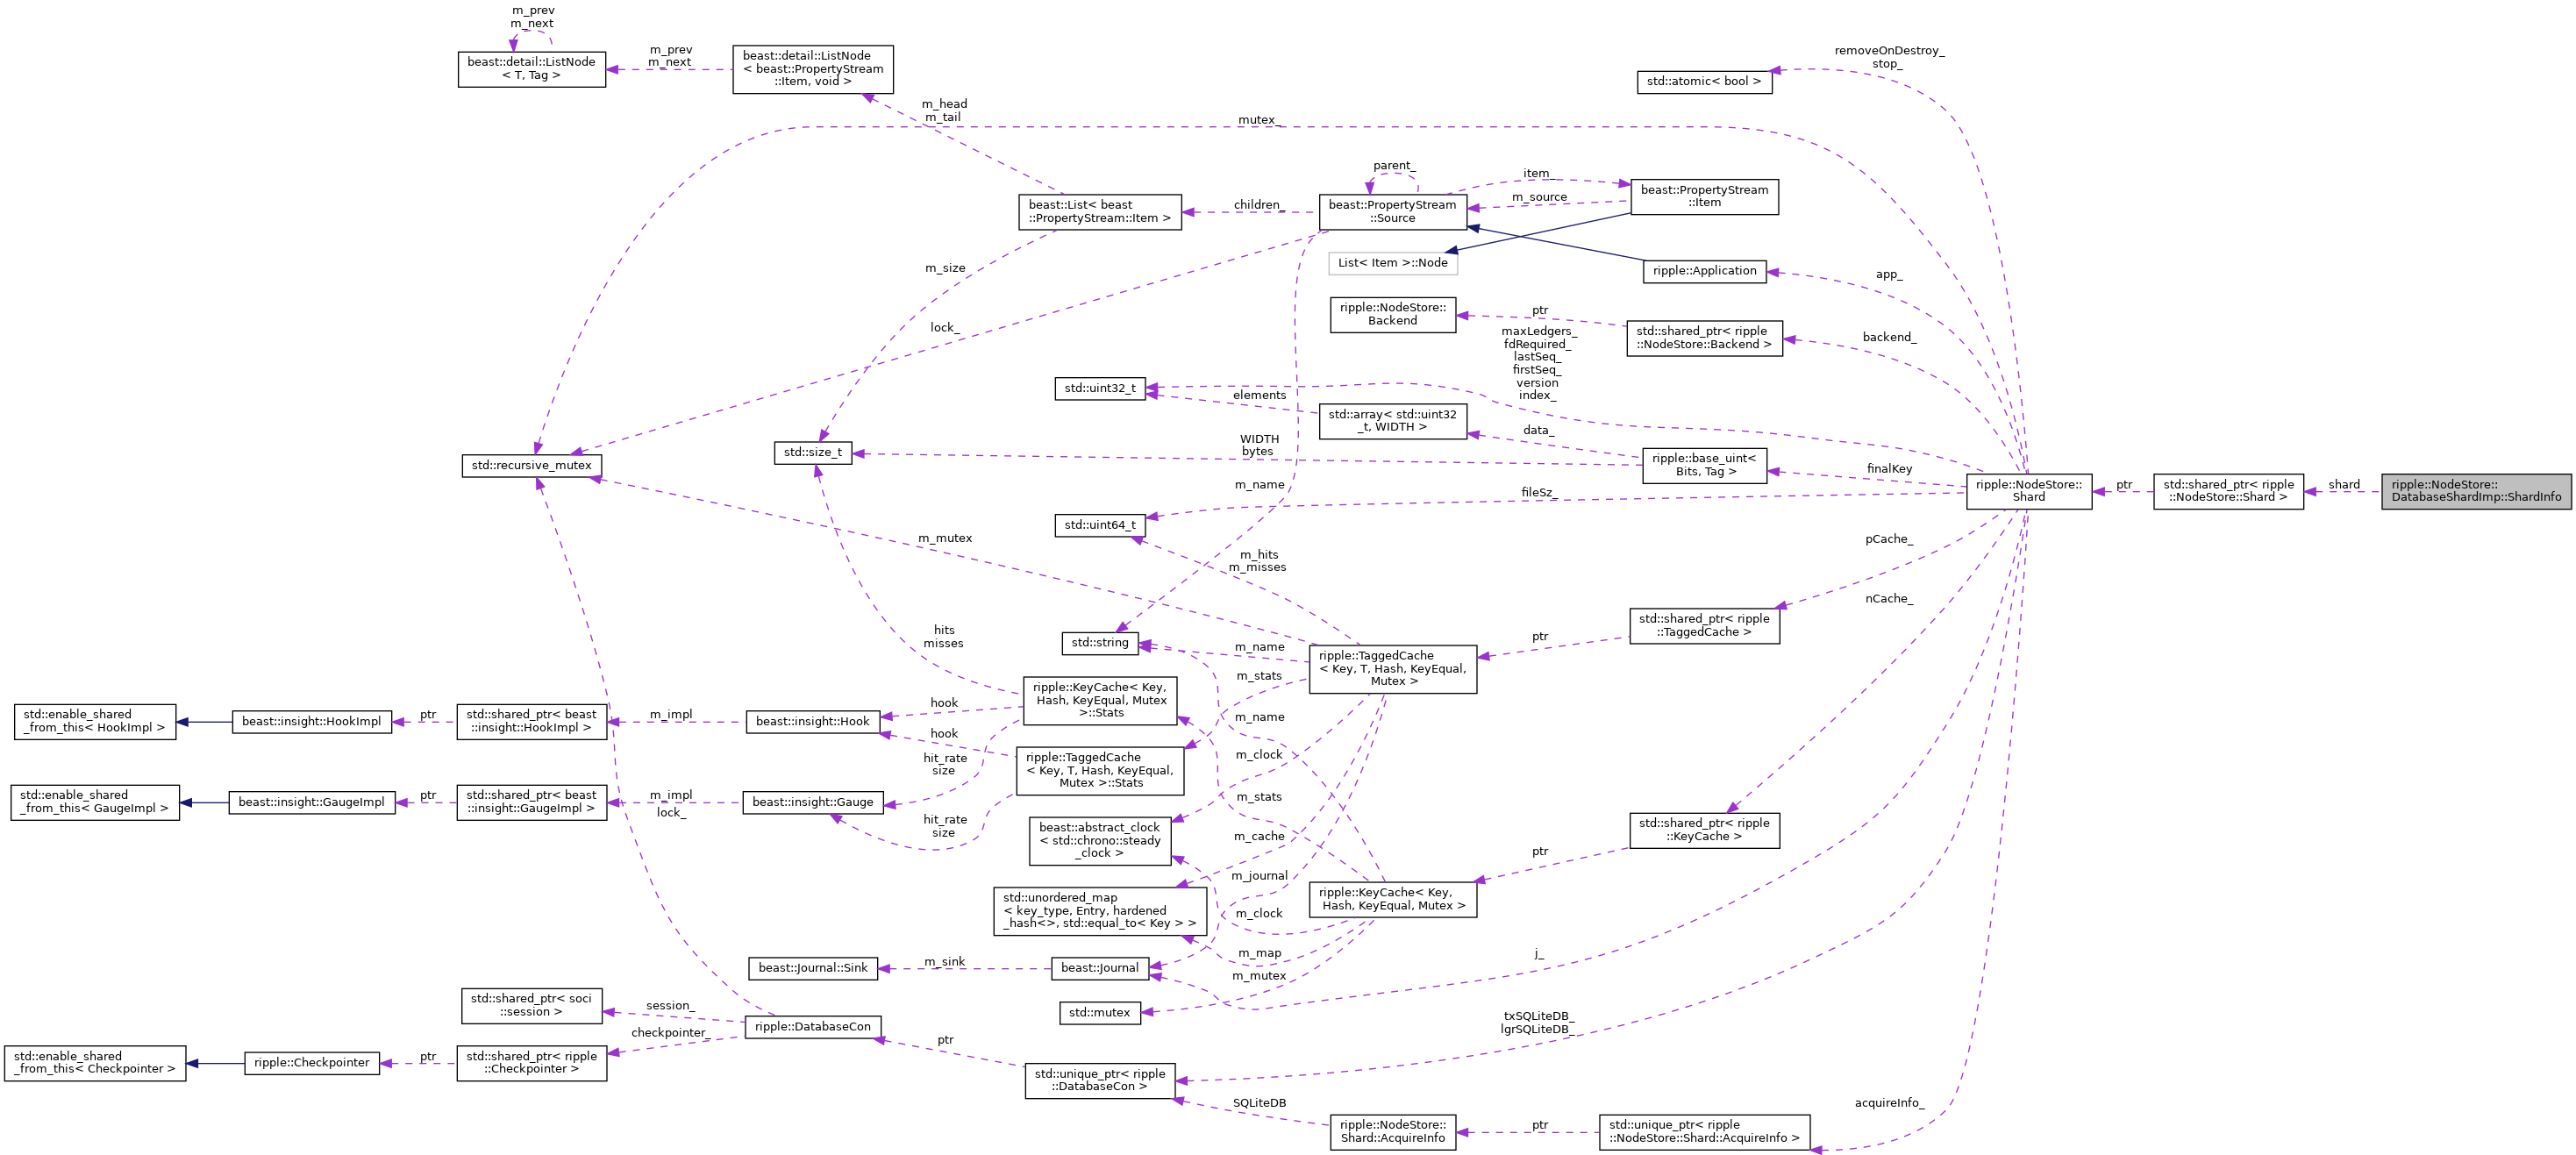 m_prev
m_next
beast::detail::ListNode
< T, Tag >
m_prev
m_next
beast::detail::ListNode
< beast::PropertyStream
::Item, void >
removeOnDestroy_
stop_
std::atomic< bool >
m_head
m_tail
mutex_
parent_
item_
beast::PropertyStream
::Item
m_source
beast::List< beast
::PropertyStream::Item >
children_
beast::PropertyStream
::Source
List< Item >::Node
ripple::Application
app_
m_size
lock_
ripple::NodeStore::
Backend
ptr
std::shared_ptr< ripple
::NodeStore::Backend >
backend_
maxLedgers_
fdRequired_
lastSeq_
firstSeq_
version
index_
std::uint32_t
elements
std::array< std::uint32
_t, WIDTH >
data_
WIDTH
bytes
ripple::base_uint<
Bits, Tag >
finalKey
std::size_t
std::recursive_mutex
m_name
fileSz_
ripple::NodeStore::
Shard
ptr
std::shared_ptr< ripple
::NodeStore::Shard >
shard
ripple::NodeStore::
DatabaseShardImp::ShardInfo
std::uint64_t
m_mutex
m_hits
m_misses
pCache_
nCache_
hits
misses
std::string
m_name
ripple::TaggedCache
< Key, T, Hash, KeyEqual,
Mutex >
ptr
std::shared_ptr< ripple
::TaggedCache >
m_stats
ripple::KeyCache< Key,
Hash, KeyEqual, Mutex
>::Stats
std::enable_shared
_from_this< HookImpl >
beast::insight::HookImpl
ptr
std::shared_ptr< beast
::insight::HookImpl >
m_impl
beast::insight::Hook
hook
hook
m_name
m_clock
ripple::TaggedCache
< Key, T, Hash, KeyEqual,
Mutex >::Stats
hit_rate
size
std::enable_shared
_from_this< GaugeImpl >
beast::insight::GaugeImpl
ptr
std::shared_ptr< beast
::insight::GaugeImpl >
m_impl
lock_
beast::insight::Gauge
hit_rate
size
m_stats
beast::abstract_clock
< std::chrono::steady
_clock >
m_cache
std::shared_ptr< ripple
::KeyCache >
ptr
m_journal
std::unordered_map
< key_type, Entry, hardened
_hash<>, std::equal_to< Key > >
ripple::KeyCache< Key,
Hash, KeyEqual, Mutex >
m_clock
m_map
m_mutex
j_
beast::Journal::Sink
m_sink
beast::Journal
std::mutex
std::shared_ptr< soci
::session >
session_
ripple::DatabaseCon
checkpointer_
txSQLiteDB_
lgrSQLiteDB_
std::enable_shared
_from_this< Checkpointer >
ripple::Checkpointer
ptr
std::shared_ptr< ripple
::Checkpointer >
ptr
std::unique_ptr< ripple
::DatabaseCon >
SQLiteDB
ripple::NodeStore::
Shard::AcquireInfo
ptr
std::unique_ptr< ripple
::NodeStore::Shard::AcquireInfo >
acquireInfo_